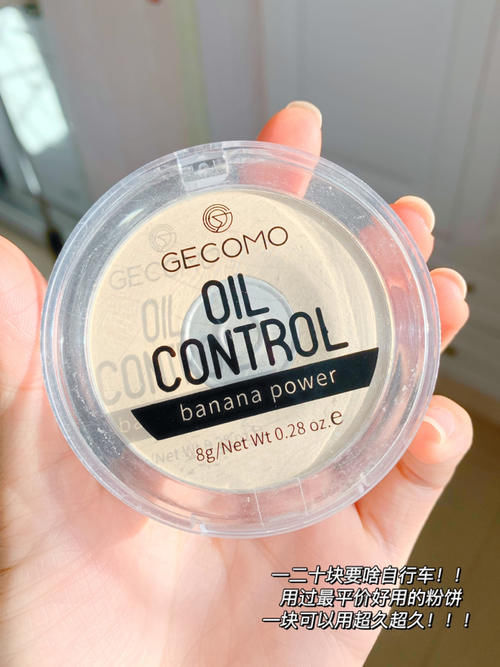 GECOMO
OIL
CONTROL
banana power
8g/Net Wt 0.28 oz.e
一二十块要啥自行车！！
用过最平价好用的粉饼
一块可以用超久超久！！！